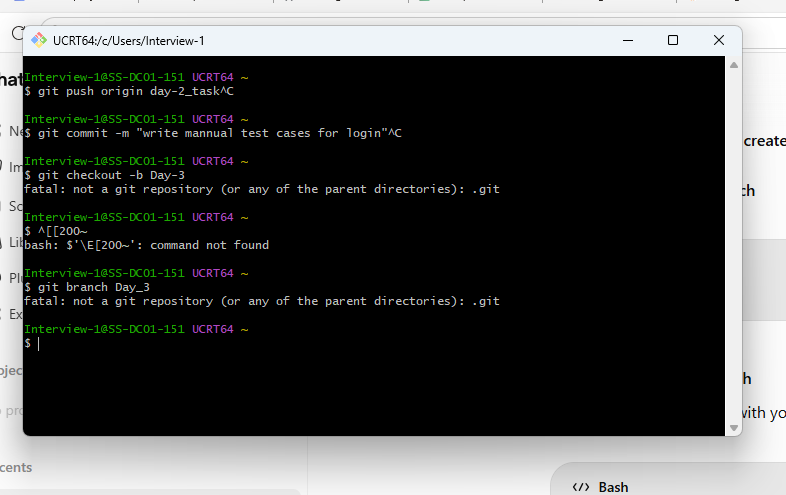 UCRT64:/c/Users/Interview-1
Interview-1@SS-DC01-151 UCRT64 ~
$ git push origin day-2_task^C
Interview-1@SS-DC01-151 UCRT64 ~
$ git commit -m "write mannual test cases for login"^C
Interview-1@SS-DC01-151 UCRT64 ~
$ git checkout -b Day-3
fatal: not a git repository (or any of the parent directories): .git
Interview-1@SS-DC01-151 UCRT64 ~
$ ^[[200~
bash: $'\E[200~': command not found
Interview-1@SS-DC01-151 UCRT64 ~
$ git branch Day_3
fatal: not a git repository (or any of the parent directories): .git
Interview-1@SS-DC01-151 UCRT64 ~
$
create
with yo
</> Bash